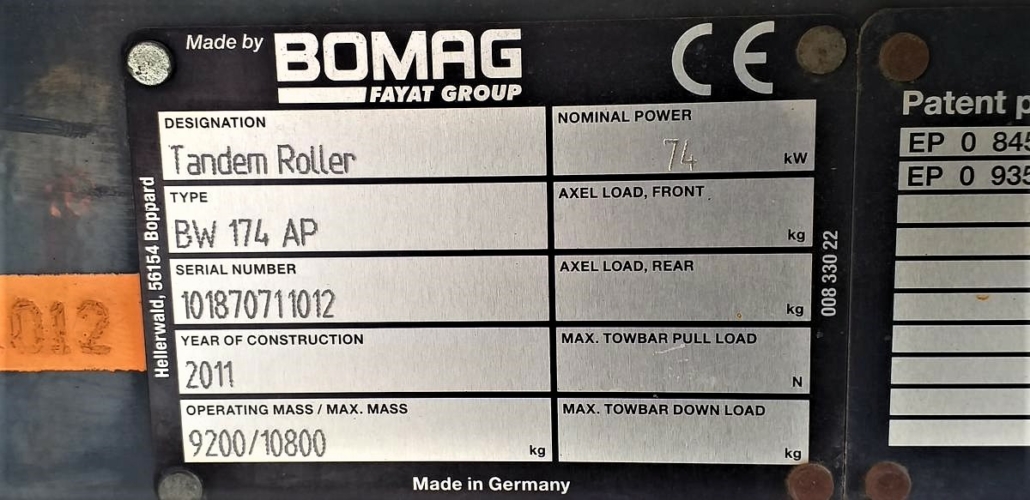 Made by BOMAG
FAYAT GROUP
CE
DESIGNATION
Tandem Roller
NOMINAL POWER
74 kW
TYPE
BW 174 AP
AXEL LOAD, FRONT
kg
SERIAL NUMBER
101870711012
AXEL LOAD, REAR
kg
YEAR OF CONSTRUCTION
2011
MAX. TOWBAR PULL LOAD
N
OPERATING MASS / MAX. MASS
9200/10800 kg
MAX. TOWBAR DOWN LOAD
Made in Germany
Hellerwald, 56154 Boppard
008 330 22
012
Patent
EP 0 845
EP 0 935